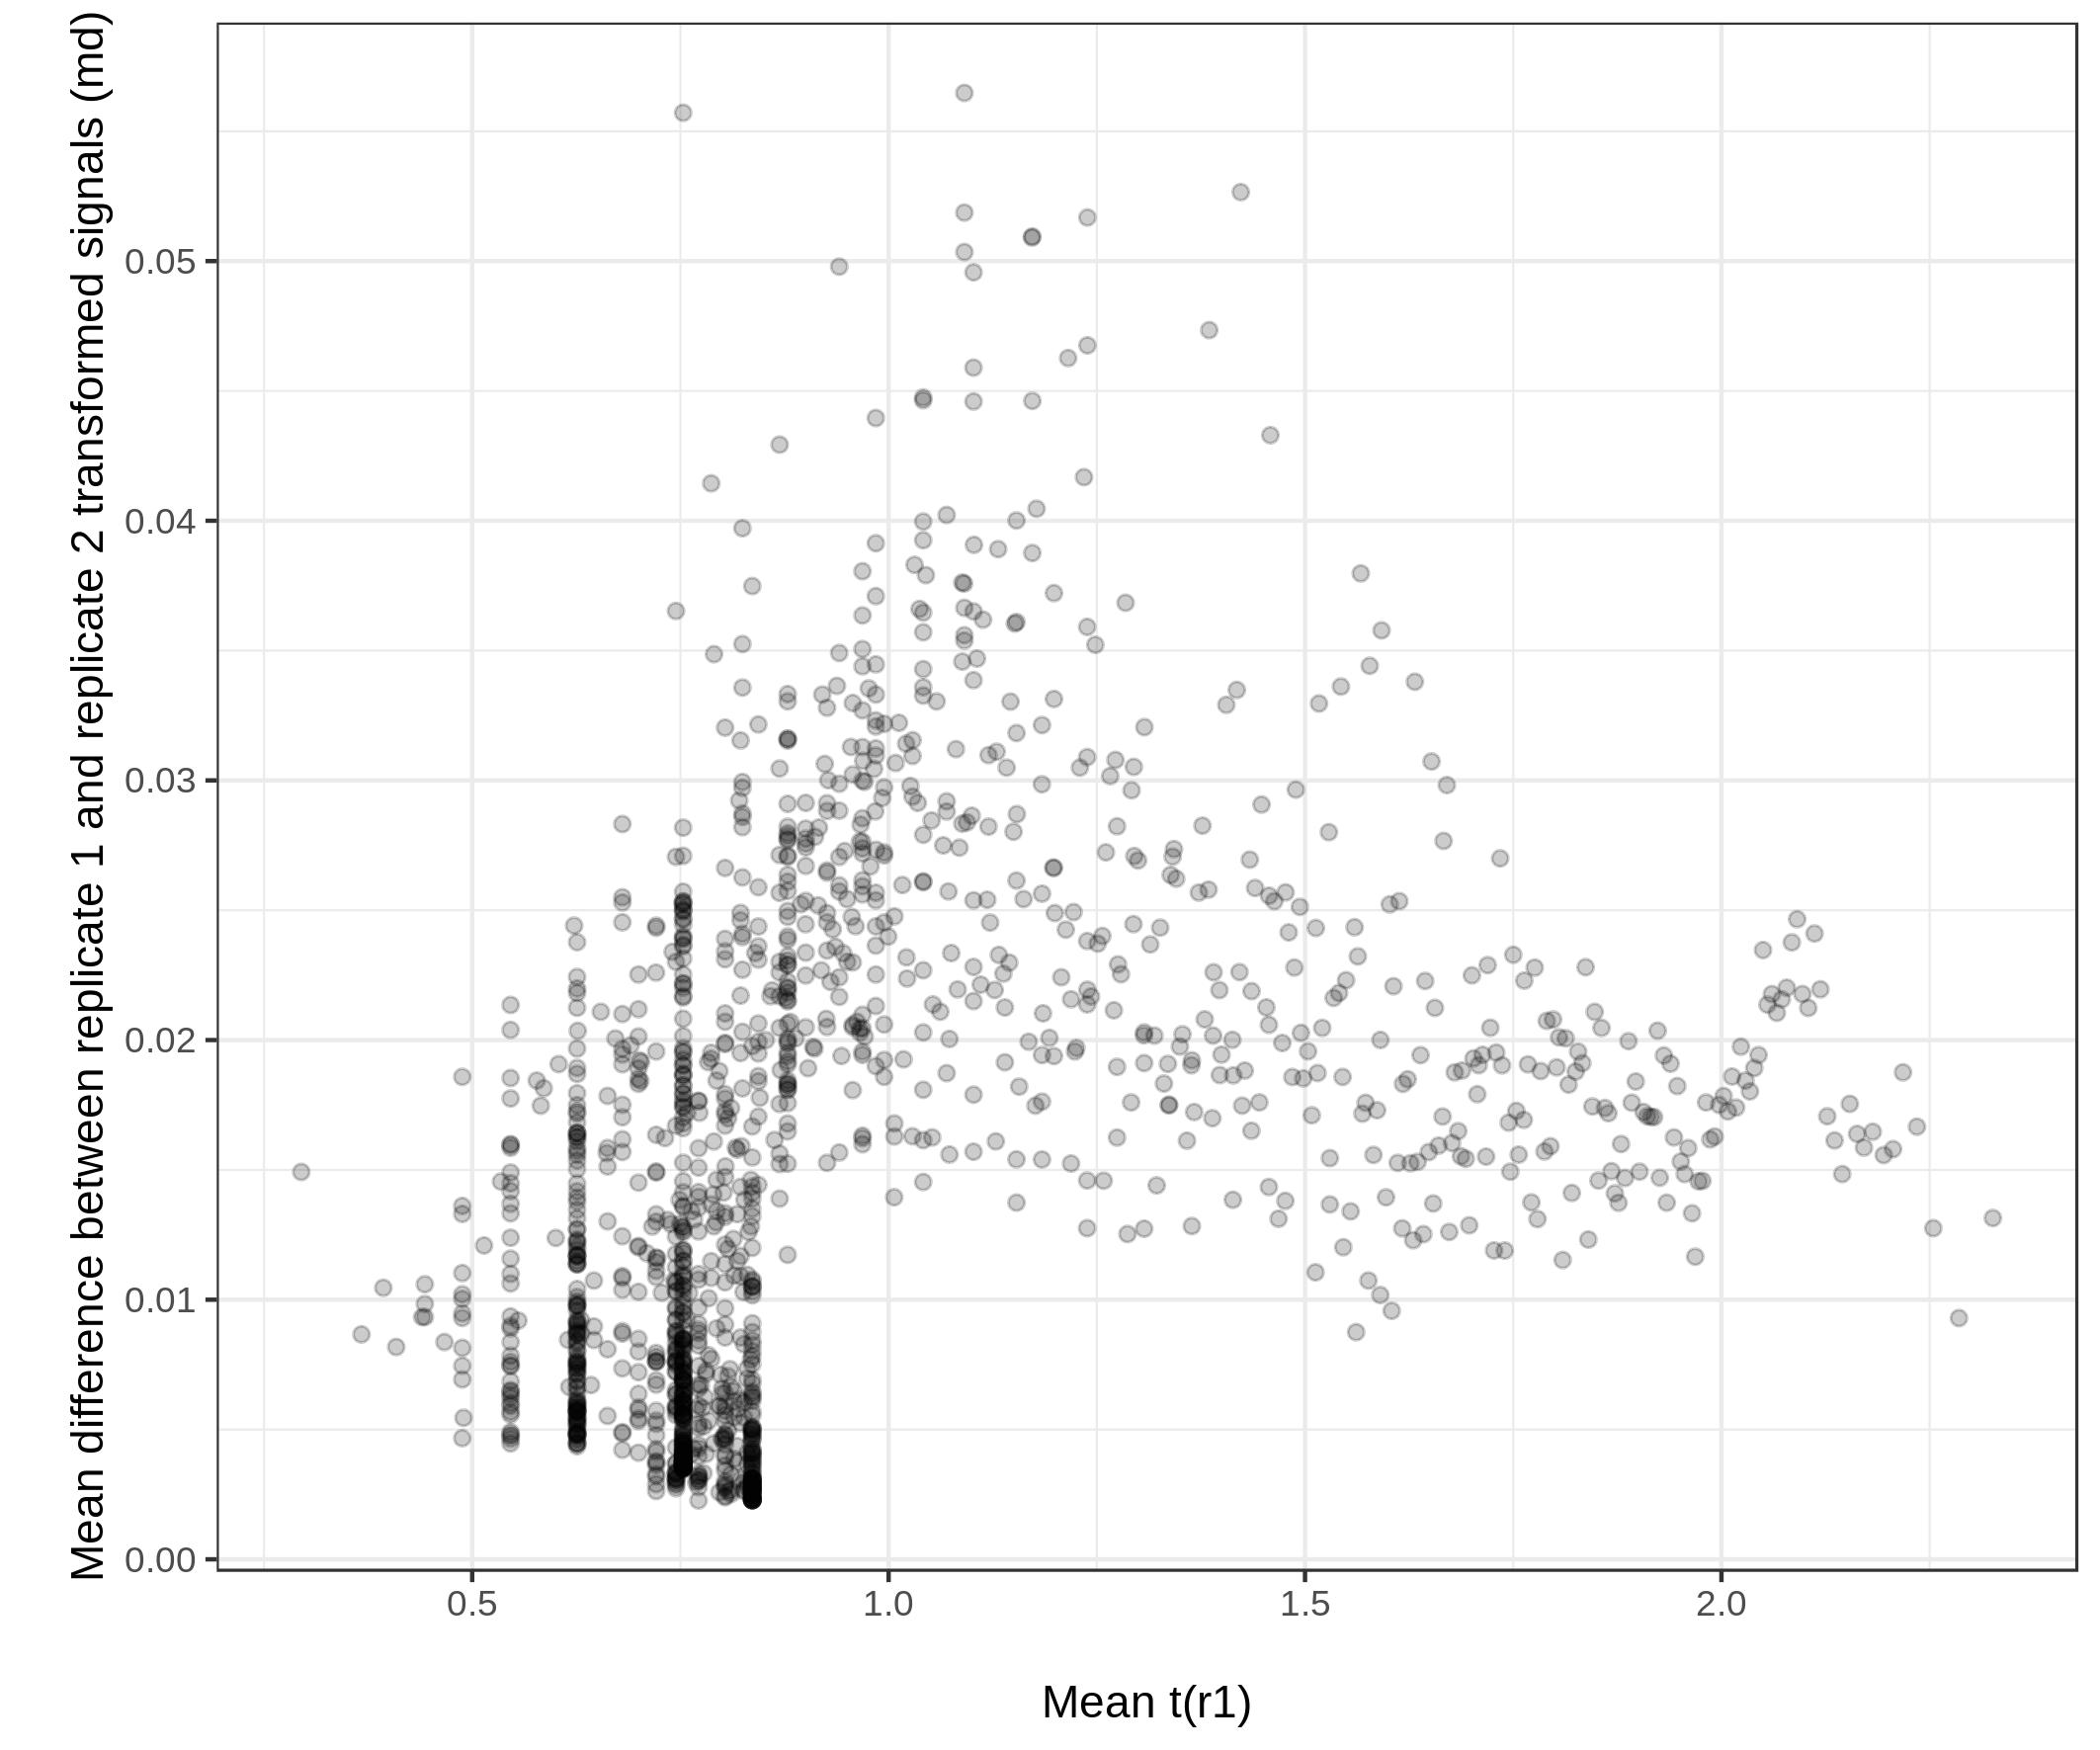 Mean difference between replicate 1 and replicate 2 transformed signals (md)
0.05
0.04
0.03
0.02
0.01
0.00
0.5 1.0 1.5 2.0
Mean t(r1)